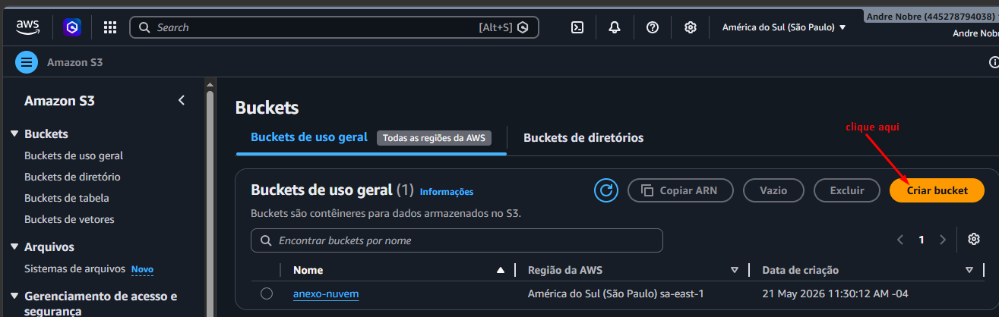 aws
Search
[Alt+S]
América do Sul (São Paulo)
Andre Nobre (445278794038)
Andre Nobr
Amazon S3
Amazon S3
Buckets
Buckets de uso geral
Buckets de diretório
Buckets de tabela
Buckets de vetores
Arquivos
Sistemas de arquivos Novo
Gerenciamento de acesso e
segurança
Buckets
Buckets de uso geral Todas as regiões da AWS
Buckets de diretórios
clique aqui
Buckets de uso geral (1) Informações
Copiar ARN
Vazio
Excluir
Criar bucket
Buckets são contêineres para dados armazenados no S3.
Encontrar buckets por nome
1
Nome Região da AWS Data de criação
anexo-nuvem América do Sul (São Paulo) sa-east-1 21 May 2026 11:30:12 AM -04